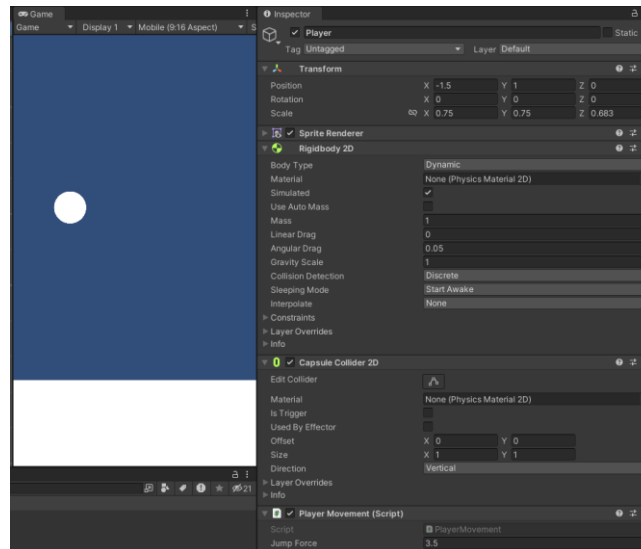 Game
Game Display 1 Mobile (9:16 Aspect) S
21
Inspector
Player Static
Tag Untagged Layer Default
Transform
Position X -1.5 Y 1 Z 0
Rotation X 0 Y 0 Z 0
Scale X 0.75 Y 0.75 Z 0.683
Sprite Renderer
Rigidbody 2D
Body Type Dynamic
Material None (Physics Material 2D)
Simulated
Use Auto Mass
Mass 1
Linear Drag 0
Angular Drag 0.05
Gravity Scale 1
Collision Detection Discrete
Sleeping Mode Start Awake
Interpolate None
Constraints
Layer Overrides
Info
Capsule Collider 2D
Edit Collider
Material None (Physics Material 2D)
Is Trigger
Used By Effector
Offset X 0 Y 0
Size X 1 Y 1
Direction Vertical
Layer Overrides
Info
Player Movement (Script)
Script PlayerMovement
Jump Force 3.5